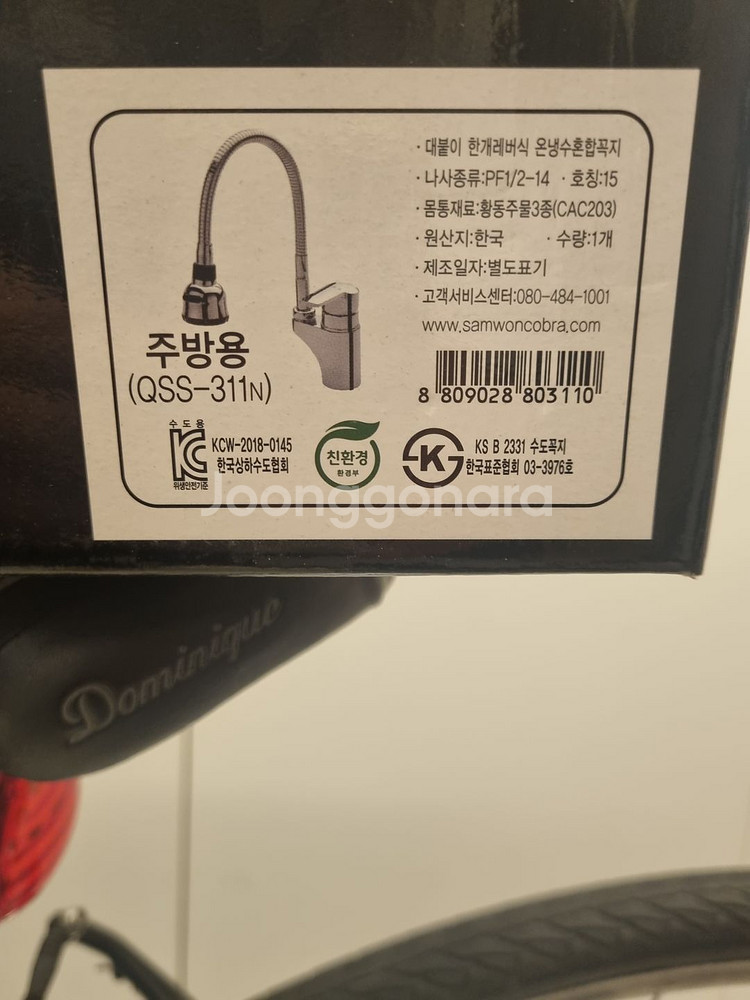 · 대붙이 한개레버식 온냉수혼합꼭지
· 나사종류:PF1/2-14 · 호칭:15
· 몸통재료:황동주물3종(CAC203)
· 원산지:한국 · 수량:1개
· 제조일자:별도표기
· 고객서비스센터:080-484-1001
www.samwoncobra.com
주방용
(QSS-311N)
8 809028 803110
수도용
KC
위생안전기준
KCW-2018-0145
한국상하수도협회
친환경
환경부
K
KS B 2331 수도꼭지
한국표준협회 03-3976호
Joonggonara
Dominique